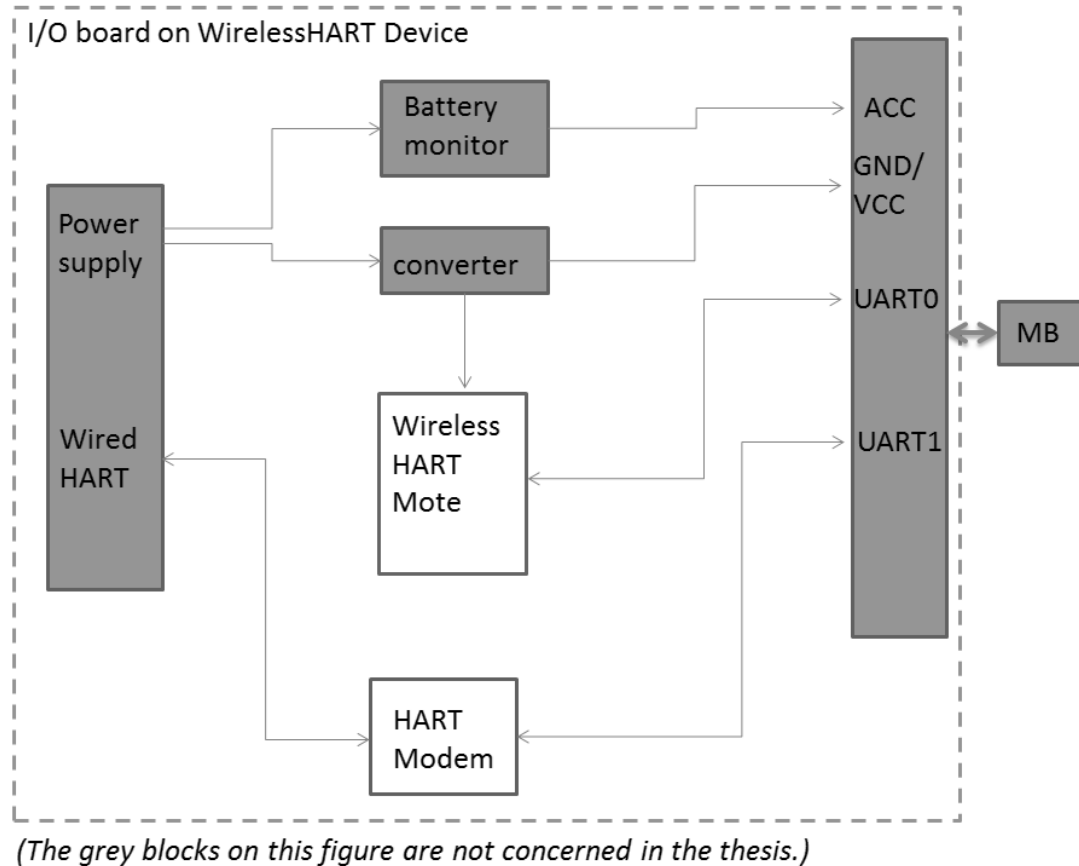 I/O board on WirelessHART Device
Battery
monitor
ACC
GND/
VCC
Power
supply
converter
UART0
MB
Wireless
HART
Mote
Wired
HART
UART1
HART
Modem
(The grey blocks on this figure are not concerned in the thesis.)